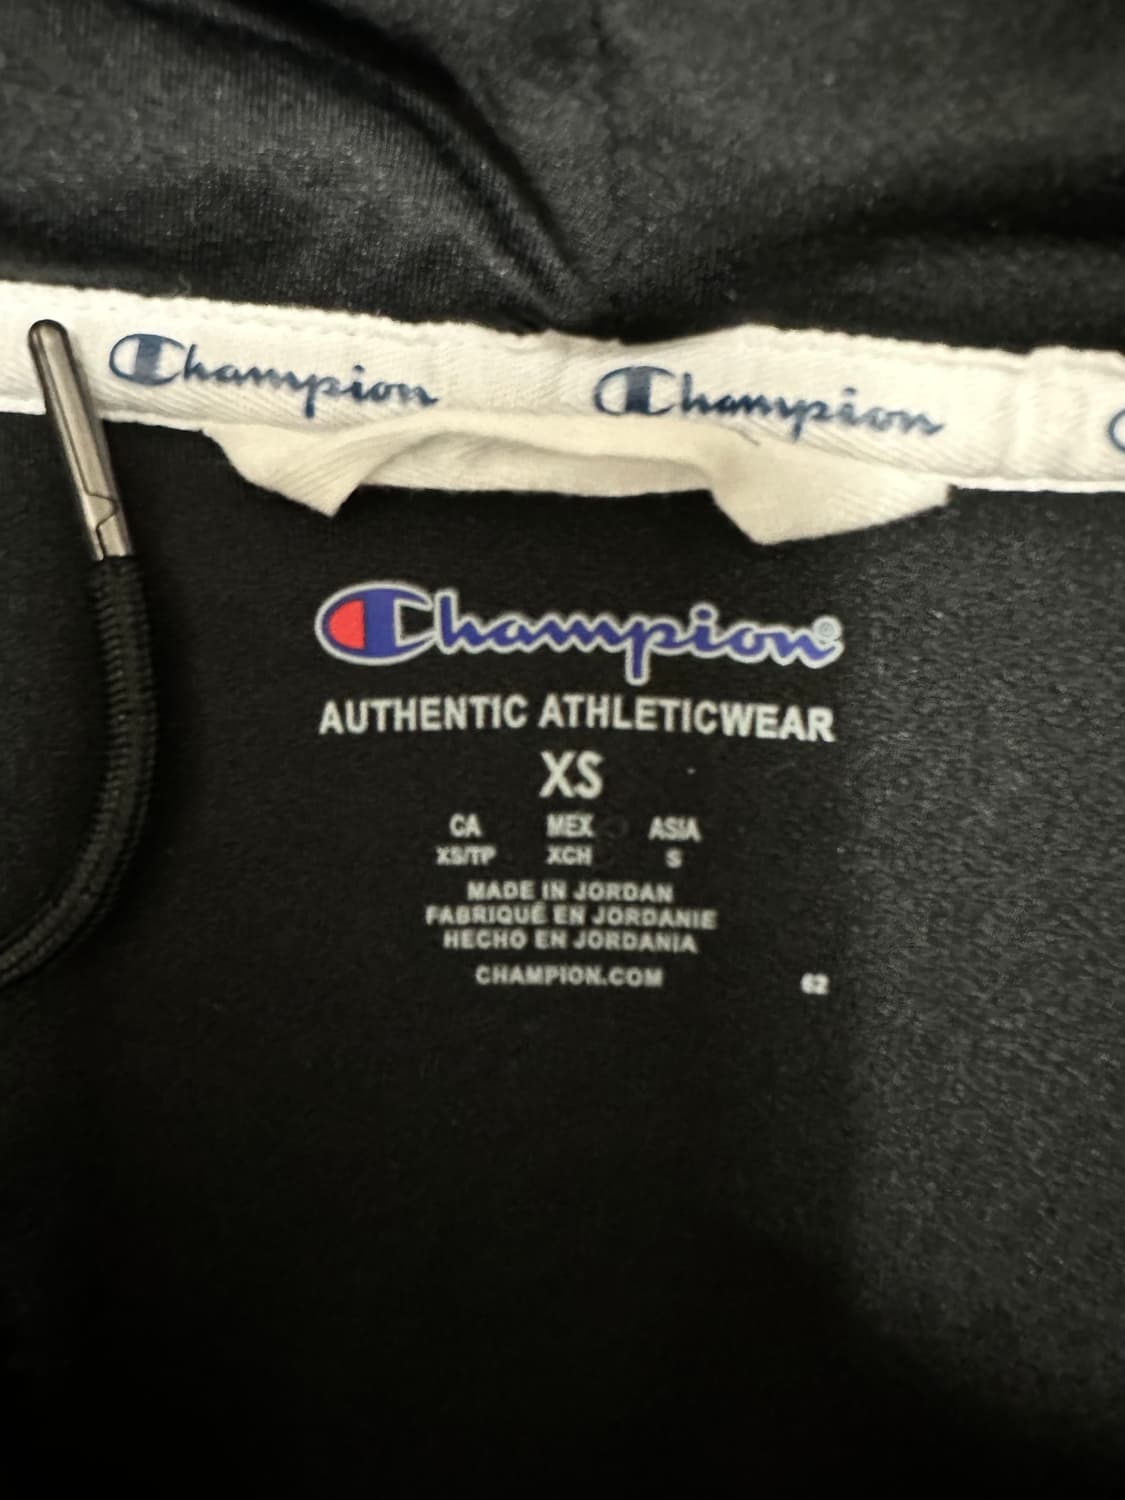 Champion Champion
Champion®
AUTHENTIC ATHLETICWEAR
XS
CA MEX ASIA
XS/TP XCH S
MADE IN JORDAN
FABRIQUÉ EN JORDANIE
HECHO EN JORDANIA
CHAMPION.COM 62